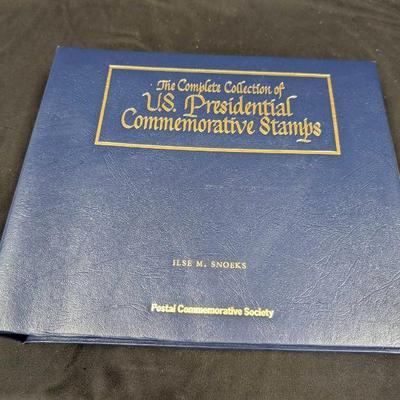 The Complete Collection of
U.S. Presidential
Commemorative Stamps
ILSE M. SNOEKS
Postal Commemorative Society